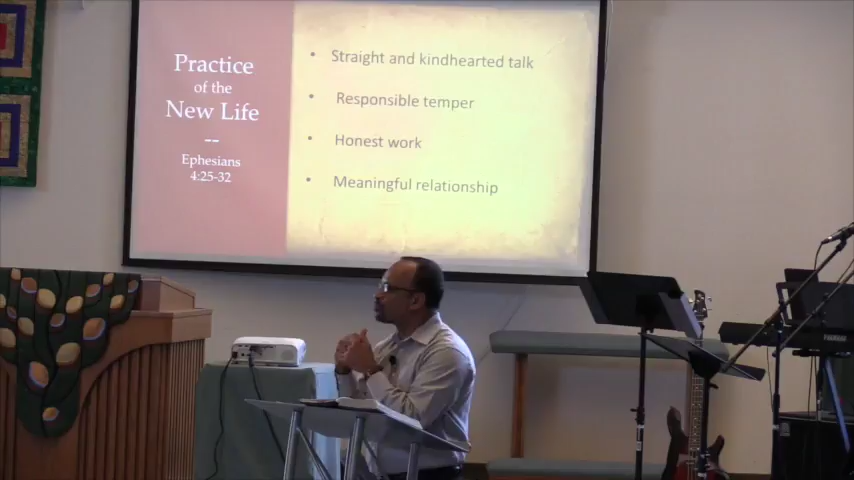 Practice
of the
New Life
--
Ephesians
4:25-32
• Straight and kindhearted talk
• Responsible temper
• Honest work
• Meaningful relationship